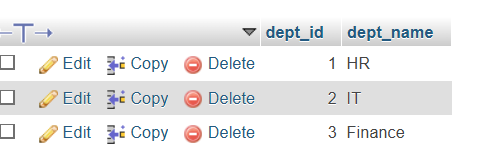 dept_id dept_name
Edit Copy Delete 1 HR
Edit Copy Delete 2 IT
Edit Copy Delete 3 Finance